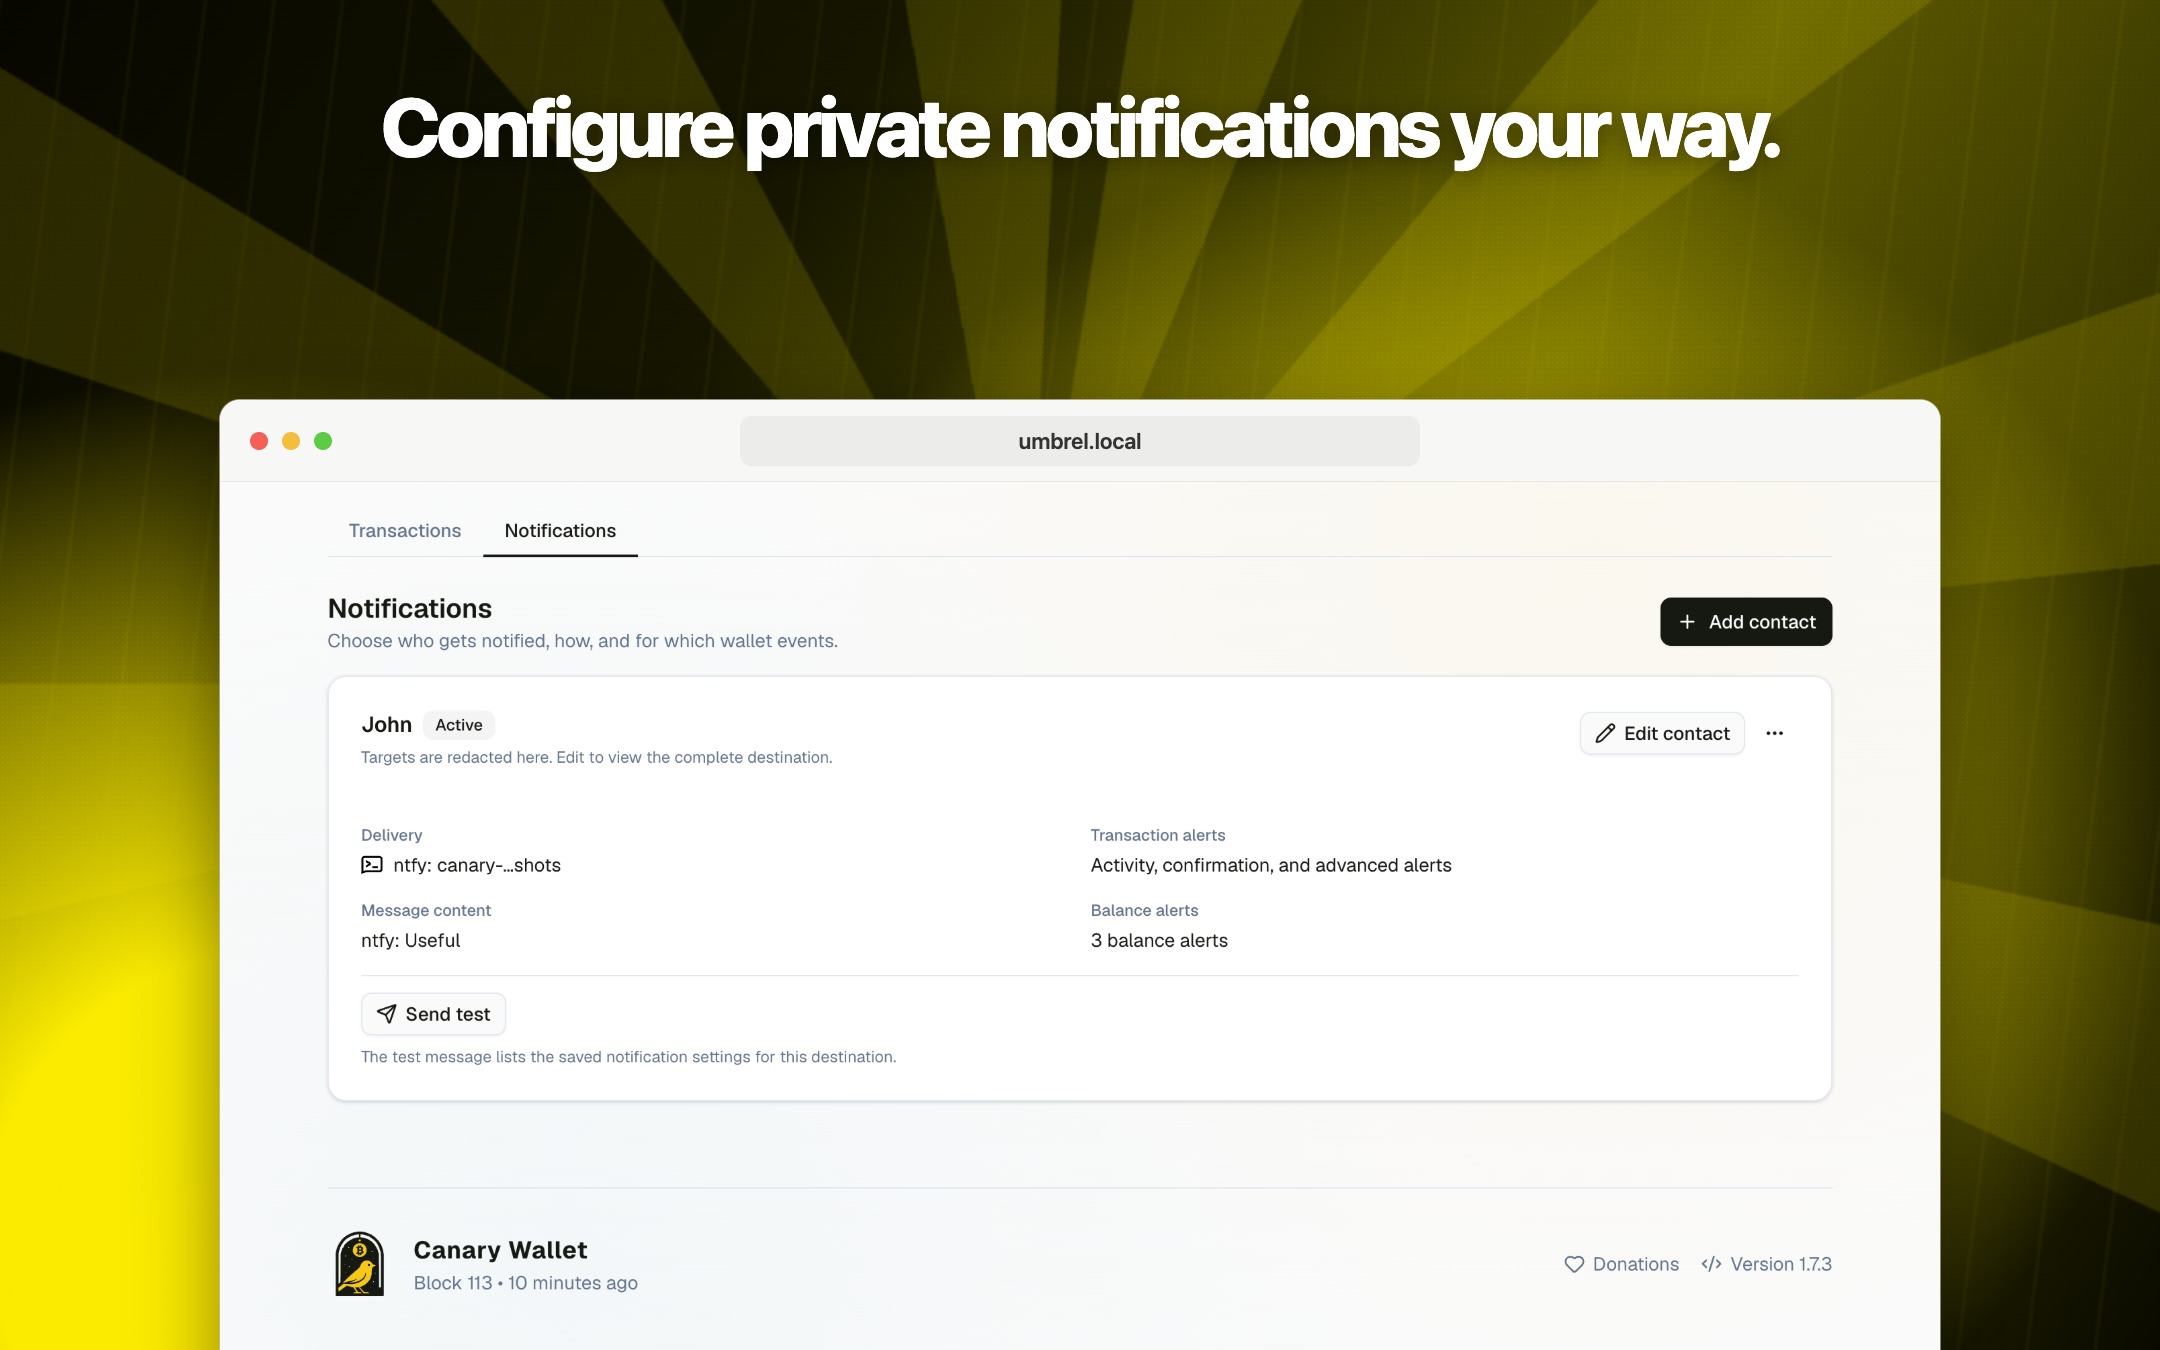 Configure private notifications your way.
umbrel.local
Transactions
Notifications
Notifications
Choose who gets notified, how, and for which wallet events.
Add contact
John
Active
Targets are redacted here. Edit to view the complete destination.
Edit contact
Delivery
ntfy: canary-...shots
Transaction alerts
Activity, confirmation, and advanced alerts
Message content
ntfy: Useful
Balance alerts
3 balance alerts
Send test
The test message lists the saved notification settings for this destination.
Canary Wallet
Block 113 • 10 minutes ago
Donations
Version 1.7.3